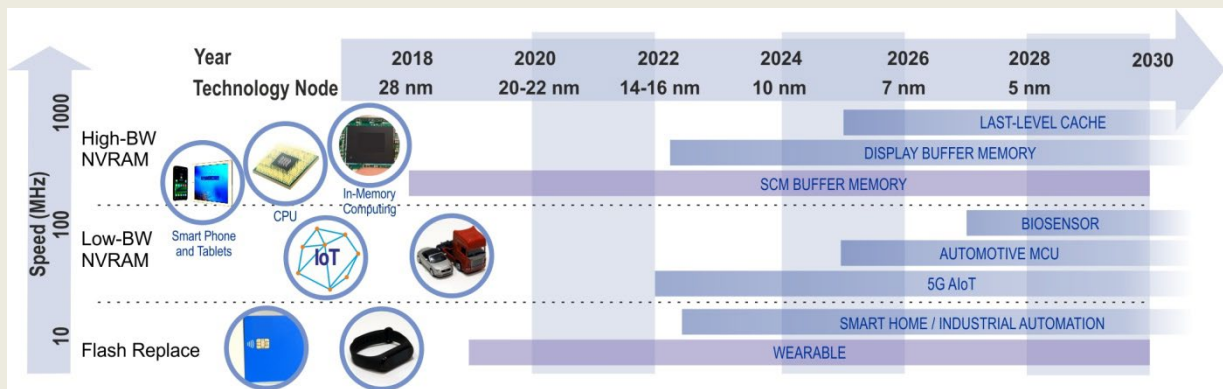 Year 2018 2020 2022 2024 2026 2028 2030
Technology Node 28 nm 20-22 nm 14-16 nm 10 nm 7 nm 5 nm
Speed (MHz)
1000
100
10
High-BW
NVRAM
LAST-LEVEL CACHE
DISPLAY BUFFER MEMORY
SCM BUFFER MEMORY
In-Memory
Computing
CPU
Smart Phone
and Tablets
Low-BW
NVRAM
IoT
BIOSENSOR
AUTOMOTIVE MCU
5G AIoT
Flash Replace
SMART HOME / INDUSTRIAL AUTOMATION
WEARABLE